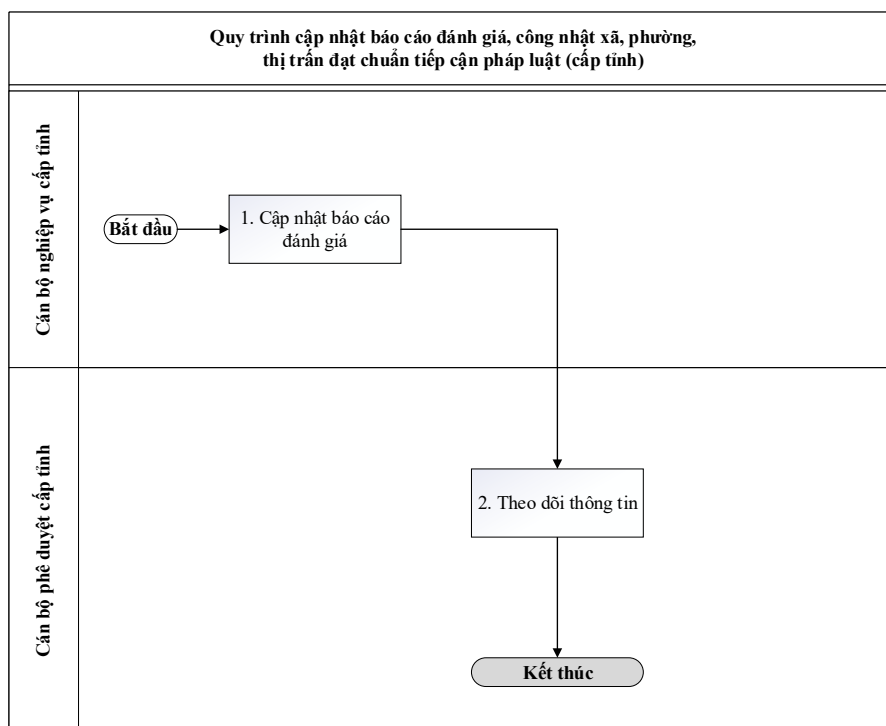 Quy trình cập nhật báo cáo đánh giá, công nhật xã, phường,
thị trấn đạt chuẩn tiếp cận pháp luật (cấp tỉnh)
Cán bộ nghiệp vụ cấp tỉnh
Bắt đầu
1. Cập nhật báo cáo
đánh giá
Cán bộ phê duyệt cấp tỉnh
2. Theo dõi thông tin
Kết thúc